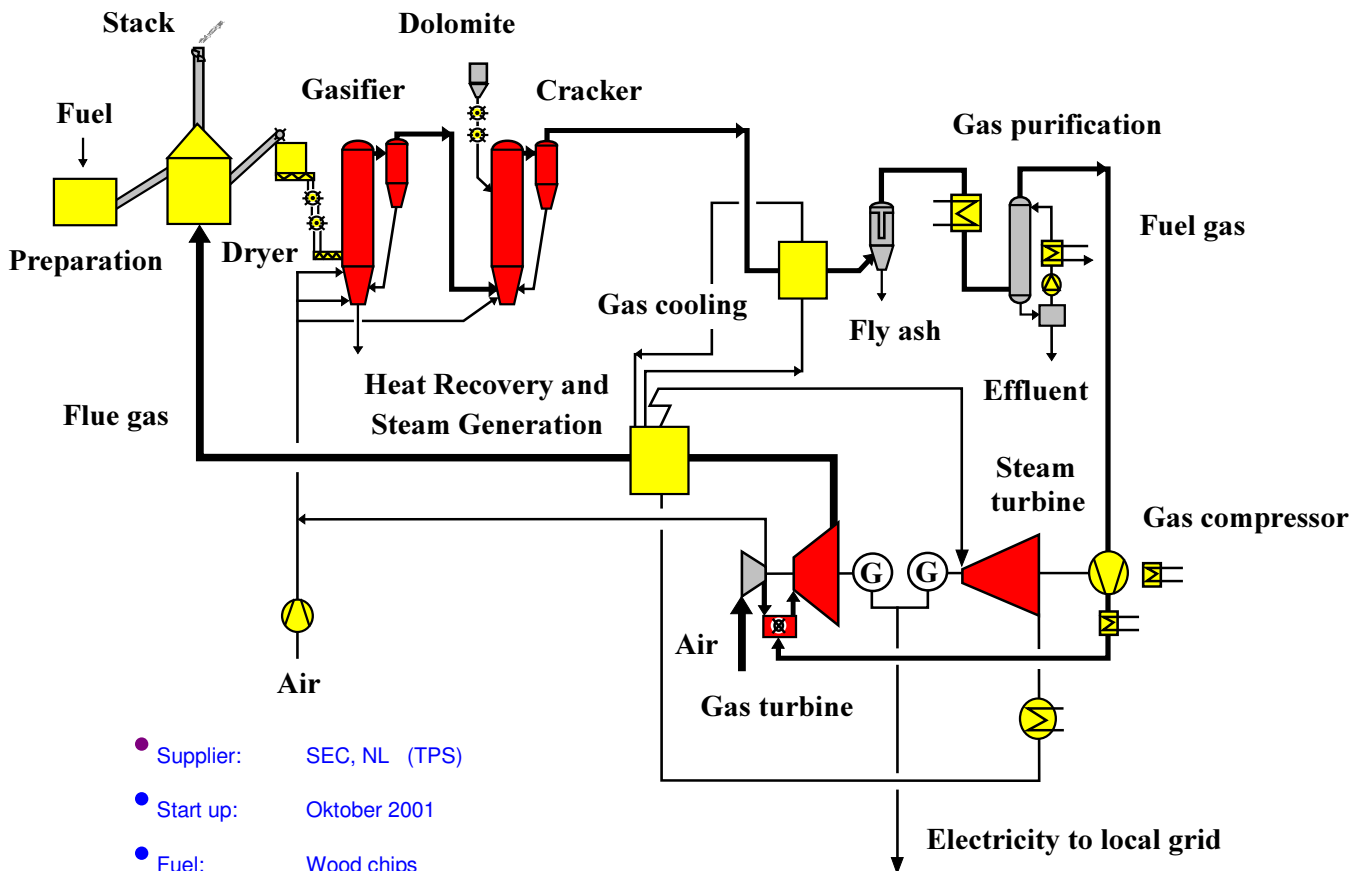 Stack
Dolomite
Gasifier
Cracker
Fuel
Gas purification
Fuel gas
Preparation
Dryer
Gas cooling
Fly ash
Effluent
Heat Recovery and
Steam Generation
Flue gas
Steam
turbine
Gas compressor
G
G
Air
Air
Gas turbine
Supplier: SEC, NL (TPS)
Start up: Oktober 2001
Fuel: Wood chips
Electricity to local grid